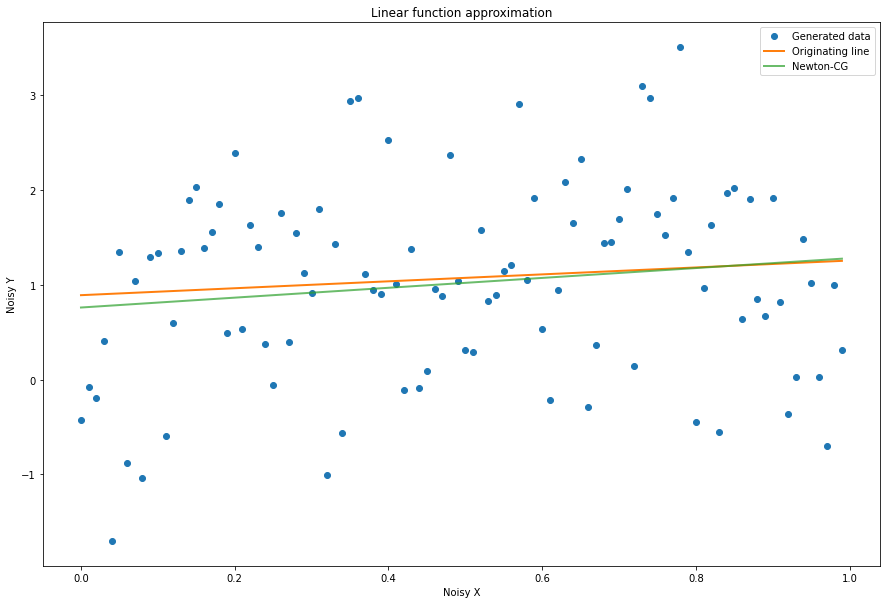 Linear function approximation
Generated data
Originating line
Newton-CG
Noisy Y
3
2
1
0
−1
0.0 0.2 0.4 0.6 0.8 1.0
Noisy X